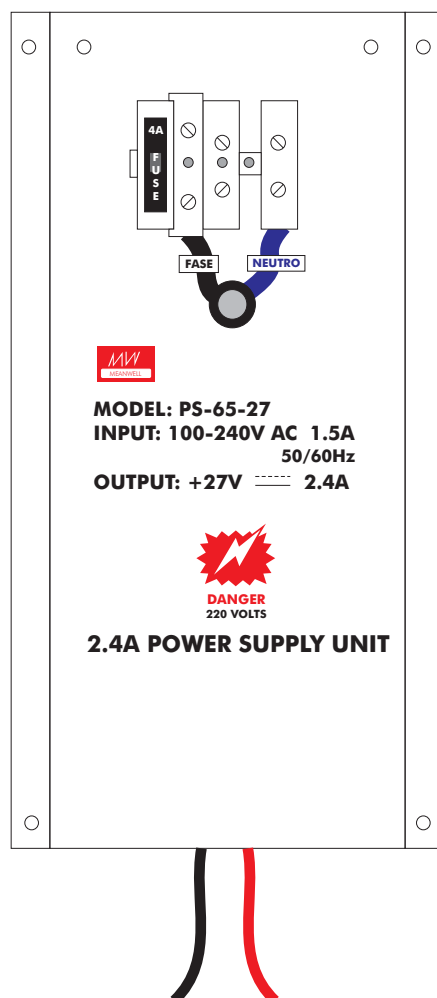 4A
FUSE
FASE
NEUTRO
MW
MEANWELL
MODEL: PS-65-27
INPUT: 100-240V AC 1.5A
50/60Hz
OUTPUT: +27V 2.4A
DANGER
220 VOLTS
2.4A POWER SUPPLY UNIT